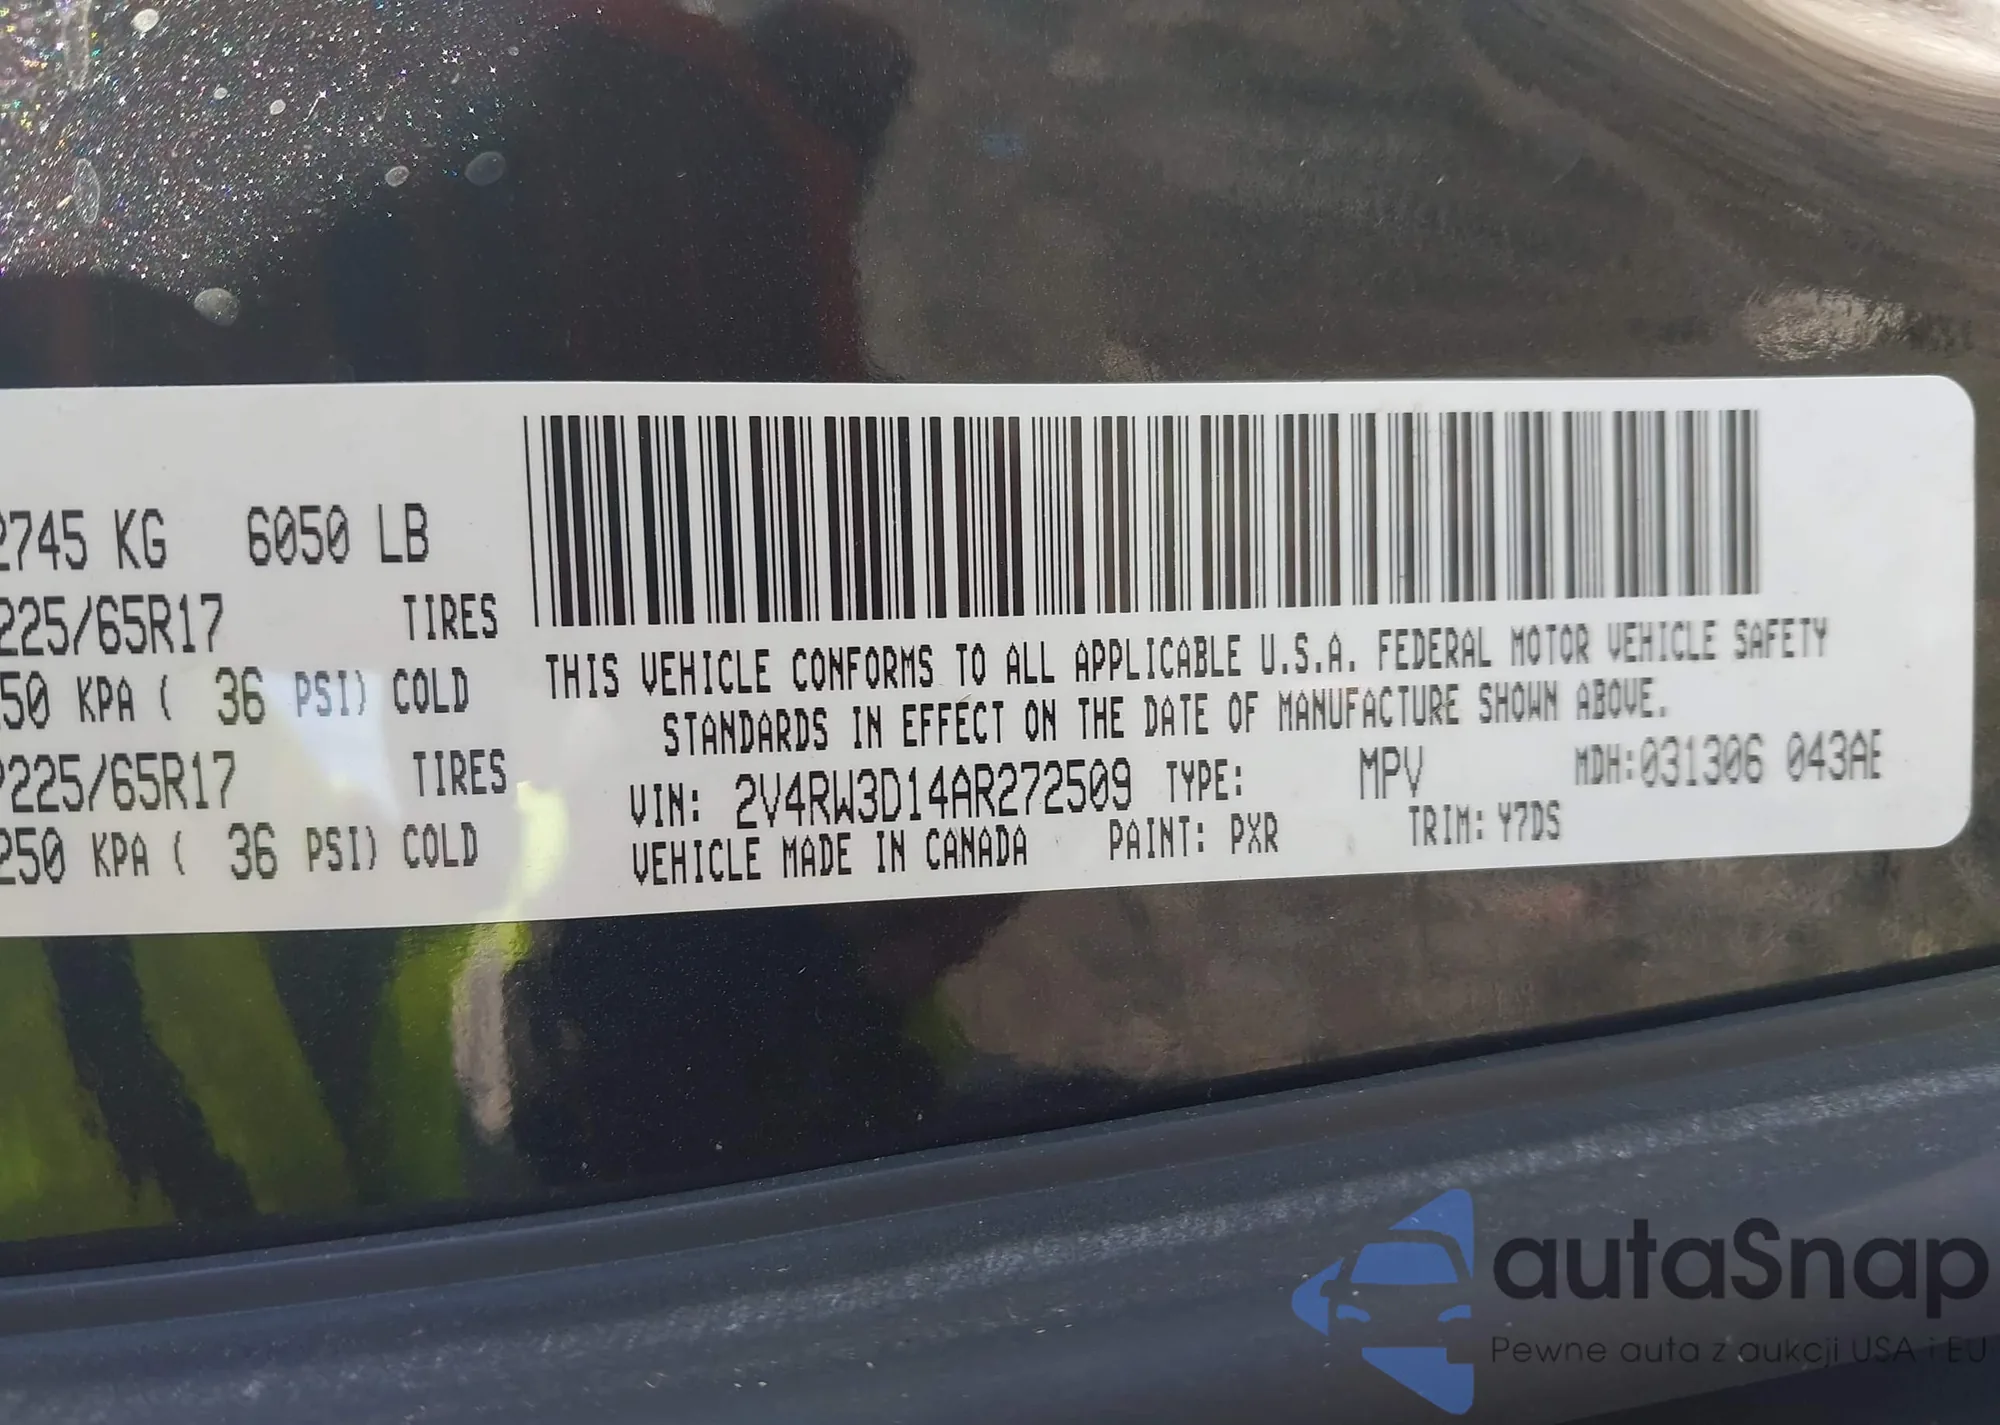 2745 KG 6050 LB
225/65R17 TIRES
250 KPA ( 36 PSI) COLD
P225/65R17 TIRES
250 KPA ( 36 PSI) COLD
THIS VEHICLE CONFORMS TO ALL APPLICABLE U.S.A. FEDERAL MOTOR VEHICLE SAFETY
STANDARDS IN EFFECT ON THE DATE OF MANUFACTURE SHOWN ABOVE.
VIN: 2V4RW3D14AR272509 TYPE: MPV MDH:031306 043AE
VEHICLE MADE IN CANADA PAINT: PXR TRIM: Y7DS
autaSnap
Pewne auta z aukcji USA i EU